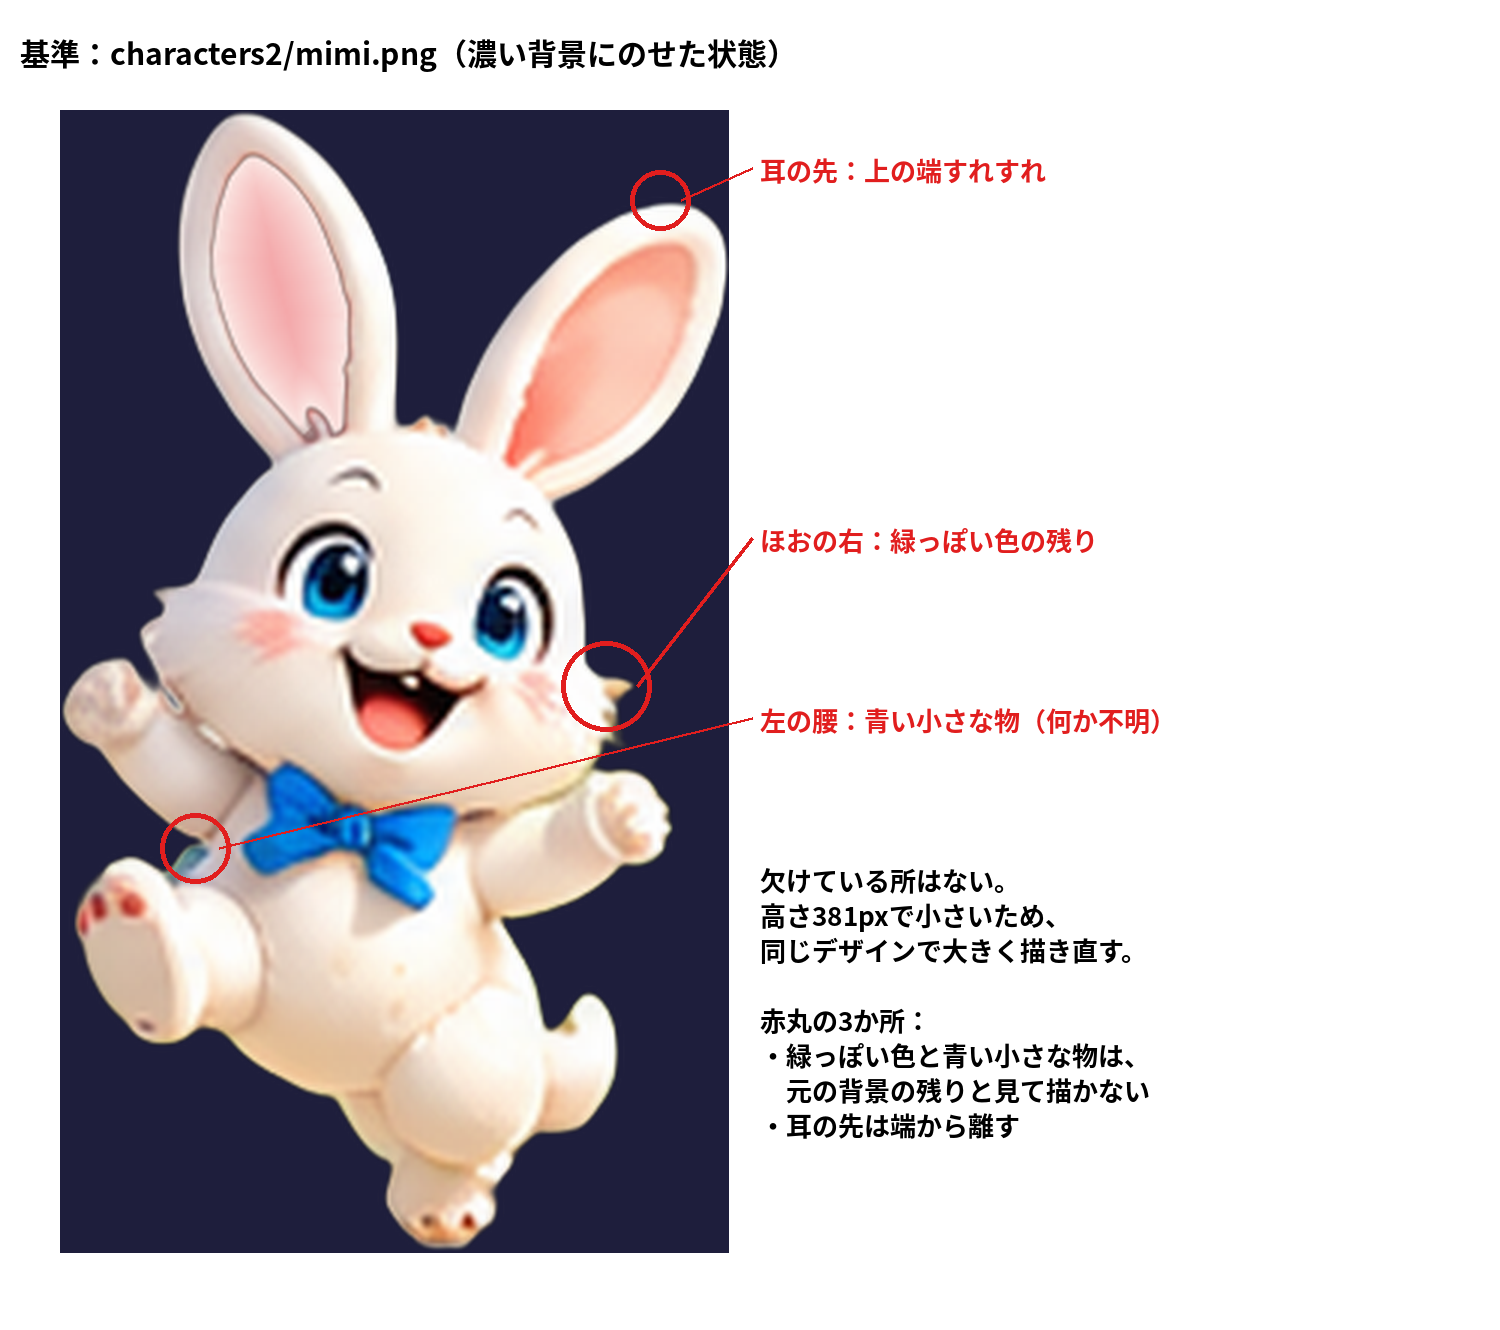 基準：characters2/mimi.png（濃い背景にのせた状態）
耳の先：上の端すれすれ
ほおの右：緑っぽい色の残り
左の腰：青い小さな物（何か不明）
欠けている所はない。
高さ381pxで小さいため、
同じデザインで大きく描き直す。
赤丸の3か所：
・緑っぽい色と青い小さな物は、
元の背景の残りと見て描かない
・耳の先は端から離す